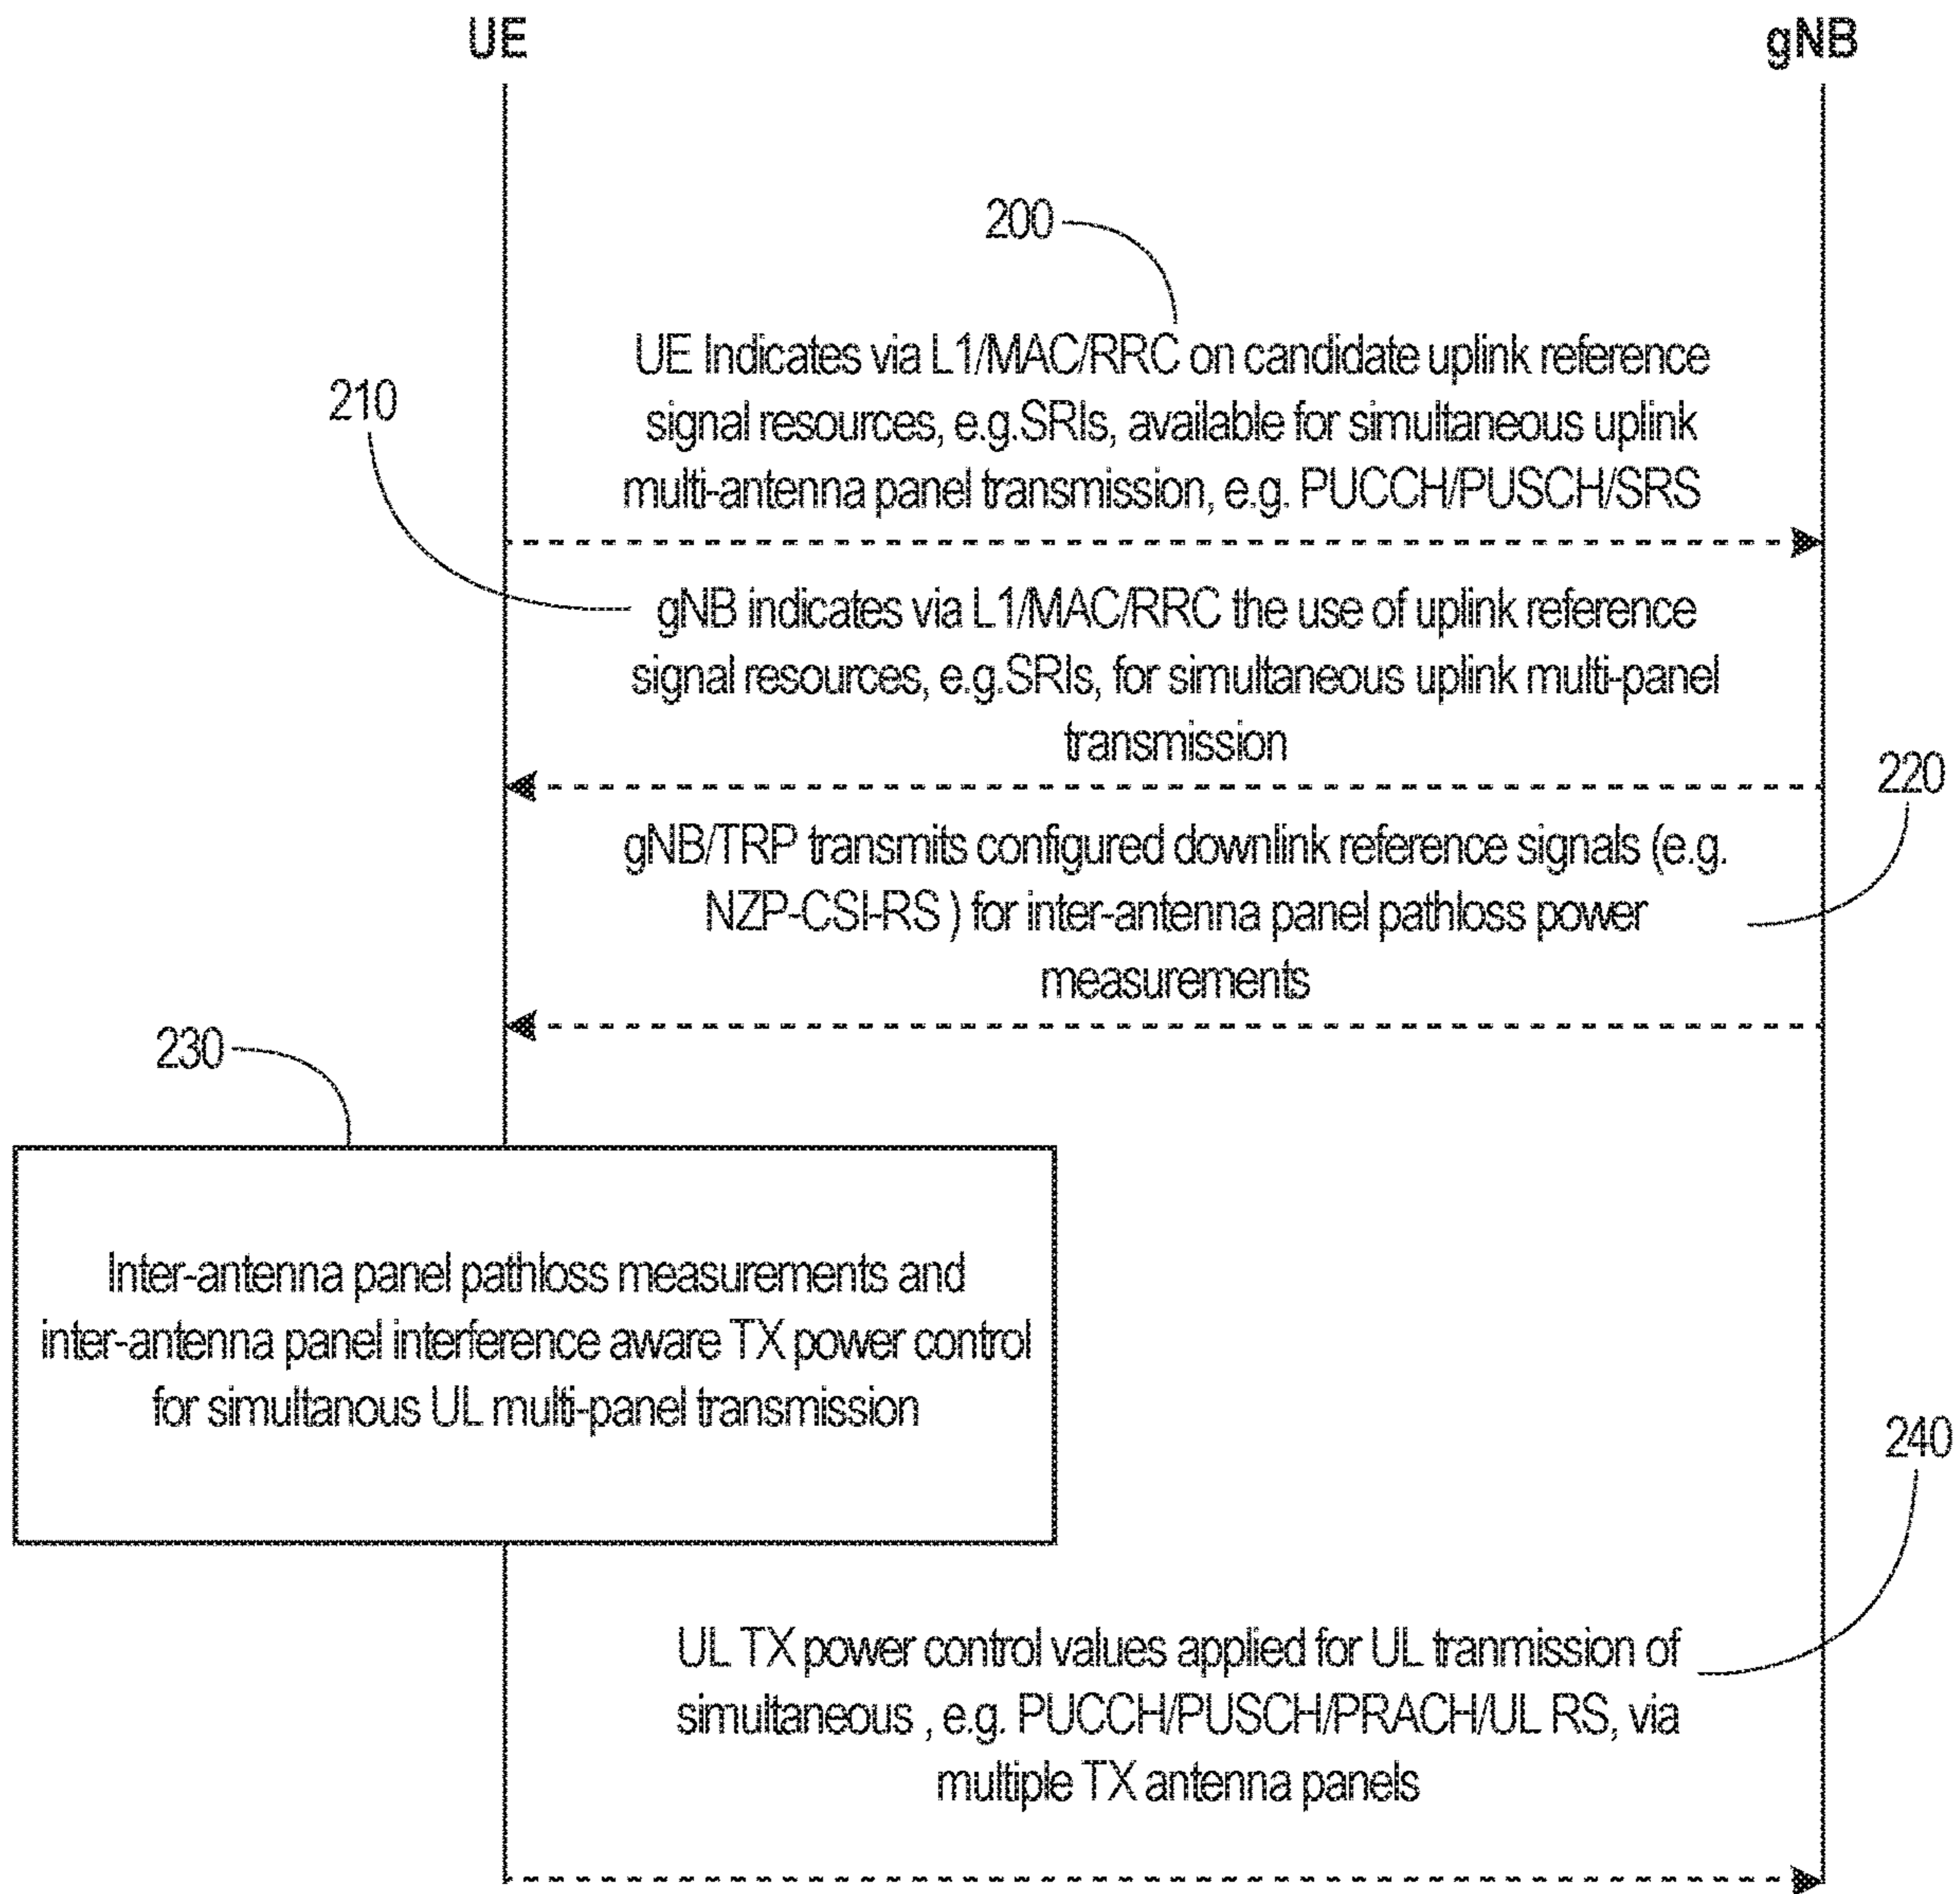 UE
gNB
200
UE Indicates via L1/MAC/RRC on candidate uplink reference
signal resources, e.g.SRIs, available for simultaneous uplink
multi-antenna panel transmission, e.g. PUCCH/PUSCH/SRS
210
gNB indicates via L1/MAC/RRC the use of uplink reference
signal resources, e.g.SRIs, for simultaneous uplink multi-panel
transmission
220
gNB/TRP transmits configured downlink reference signals (e.g.
NZP-CSI-RS ) for inter-antenna panel pathloss power
measurements
230
Inter-antenna panel pathloss measurements and
inter-antenna panel interference aware TX power control
for simultanous UL multi-panel transmission
240
UL TX power control values applied for UL tranmission of
simultaneous , e.g. PUCCH/PUSCH/PRACH/UL RS, via
multiple TX antenna panels